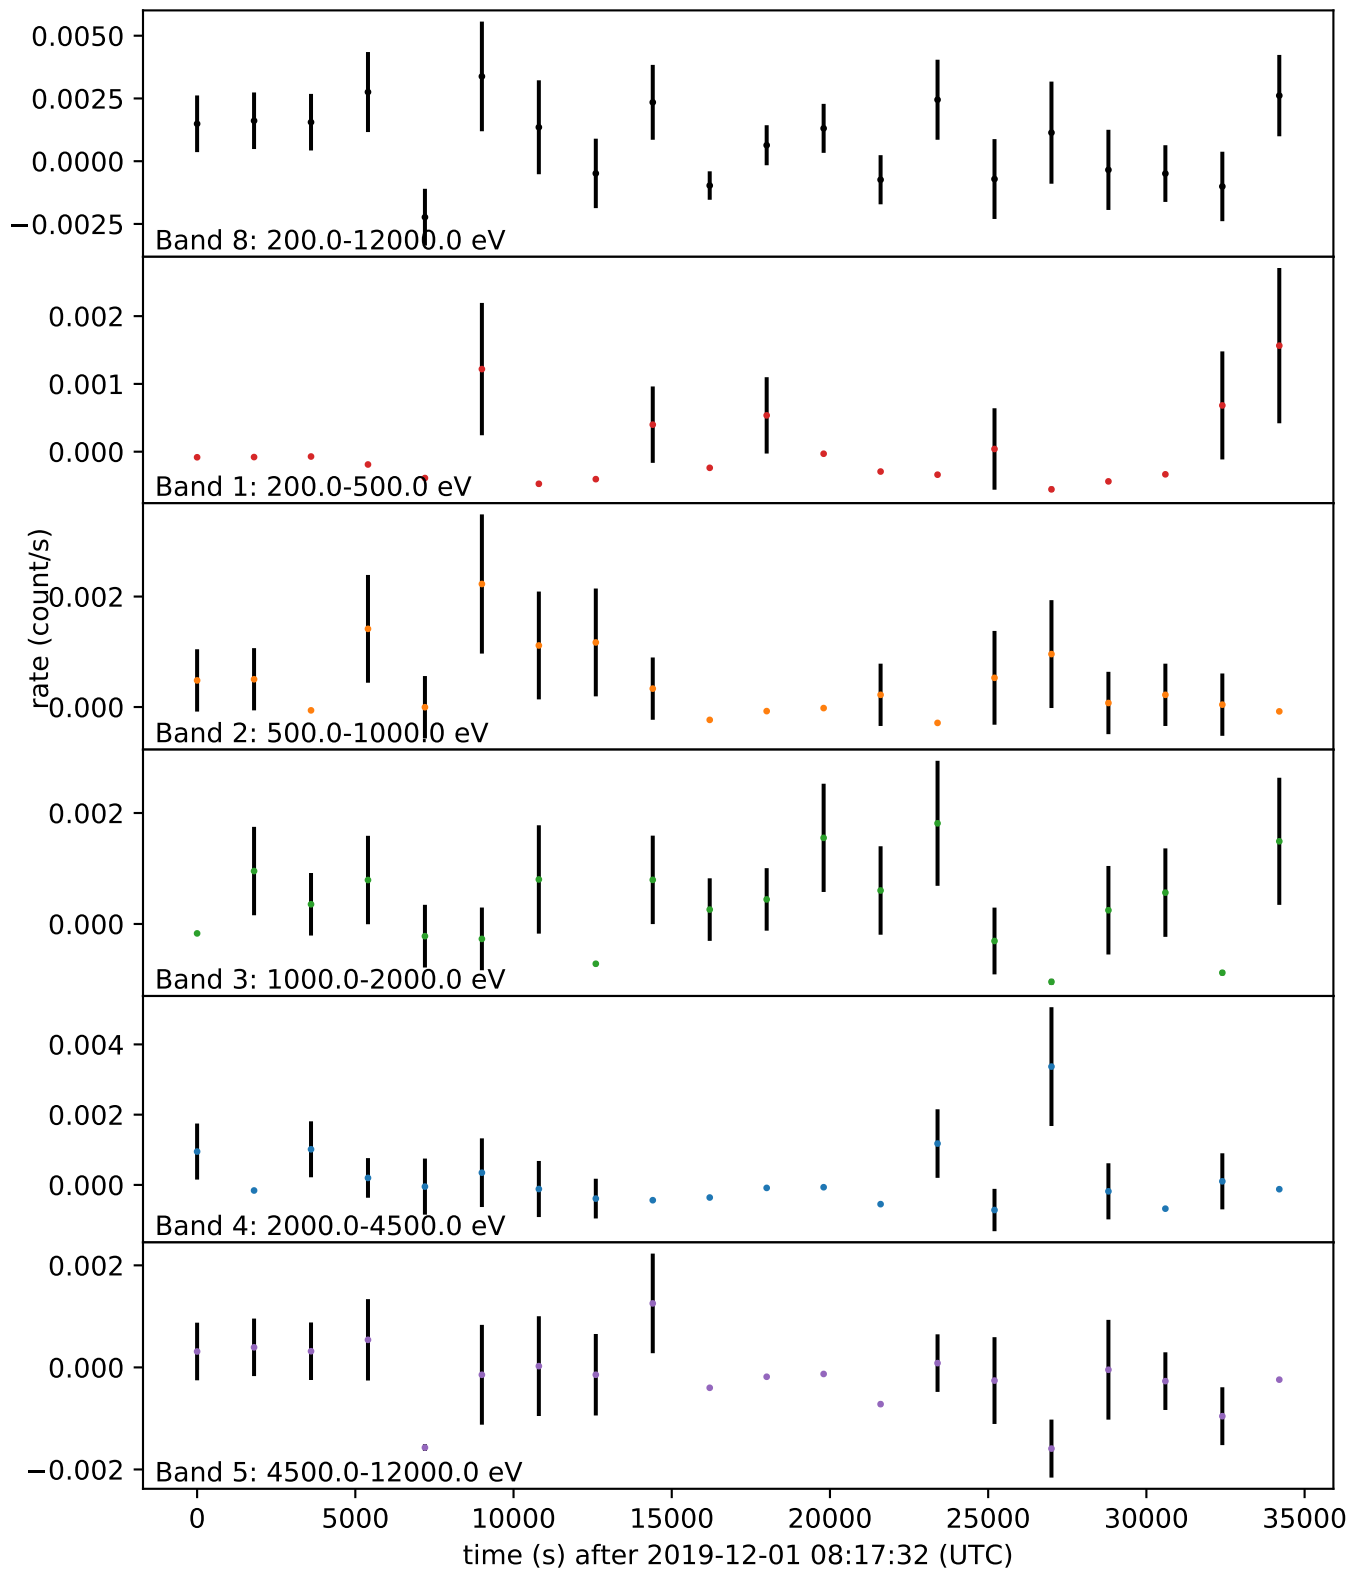 0.0050
0.0025
0.0000
−0.0025
Band 8: 200.0-12000.0 eV
0.002
0.001
0.000
Band 1: 200.0-500.0 eV
rate (count/s)
0.002
0.000
Band 2: 500.0-1000.0 eV
0.002
0.000
Band 3: 1000.0-2000.0 eV
0.004
0.002
0.000
Band 4: 2000.0-4500.0 eV
0.002
0.000
−0.002
Band 5: 4500.0-12000.0 eV
0 5000 10000 15000 20000 25000 30000 35000
time (s) after 2019-12-01 08:17:32 (UTC)